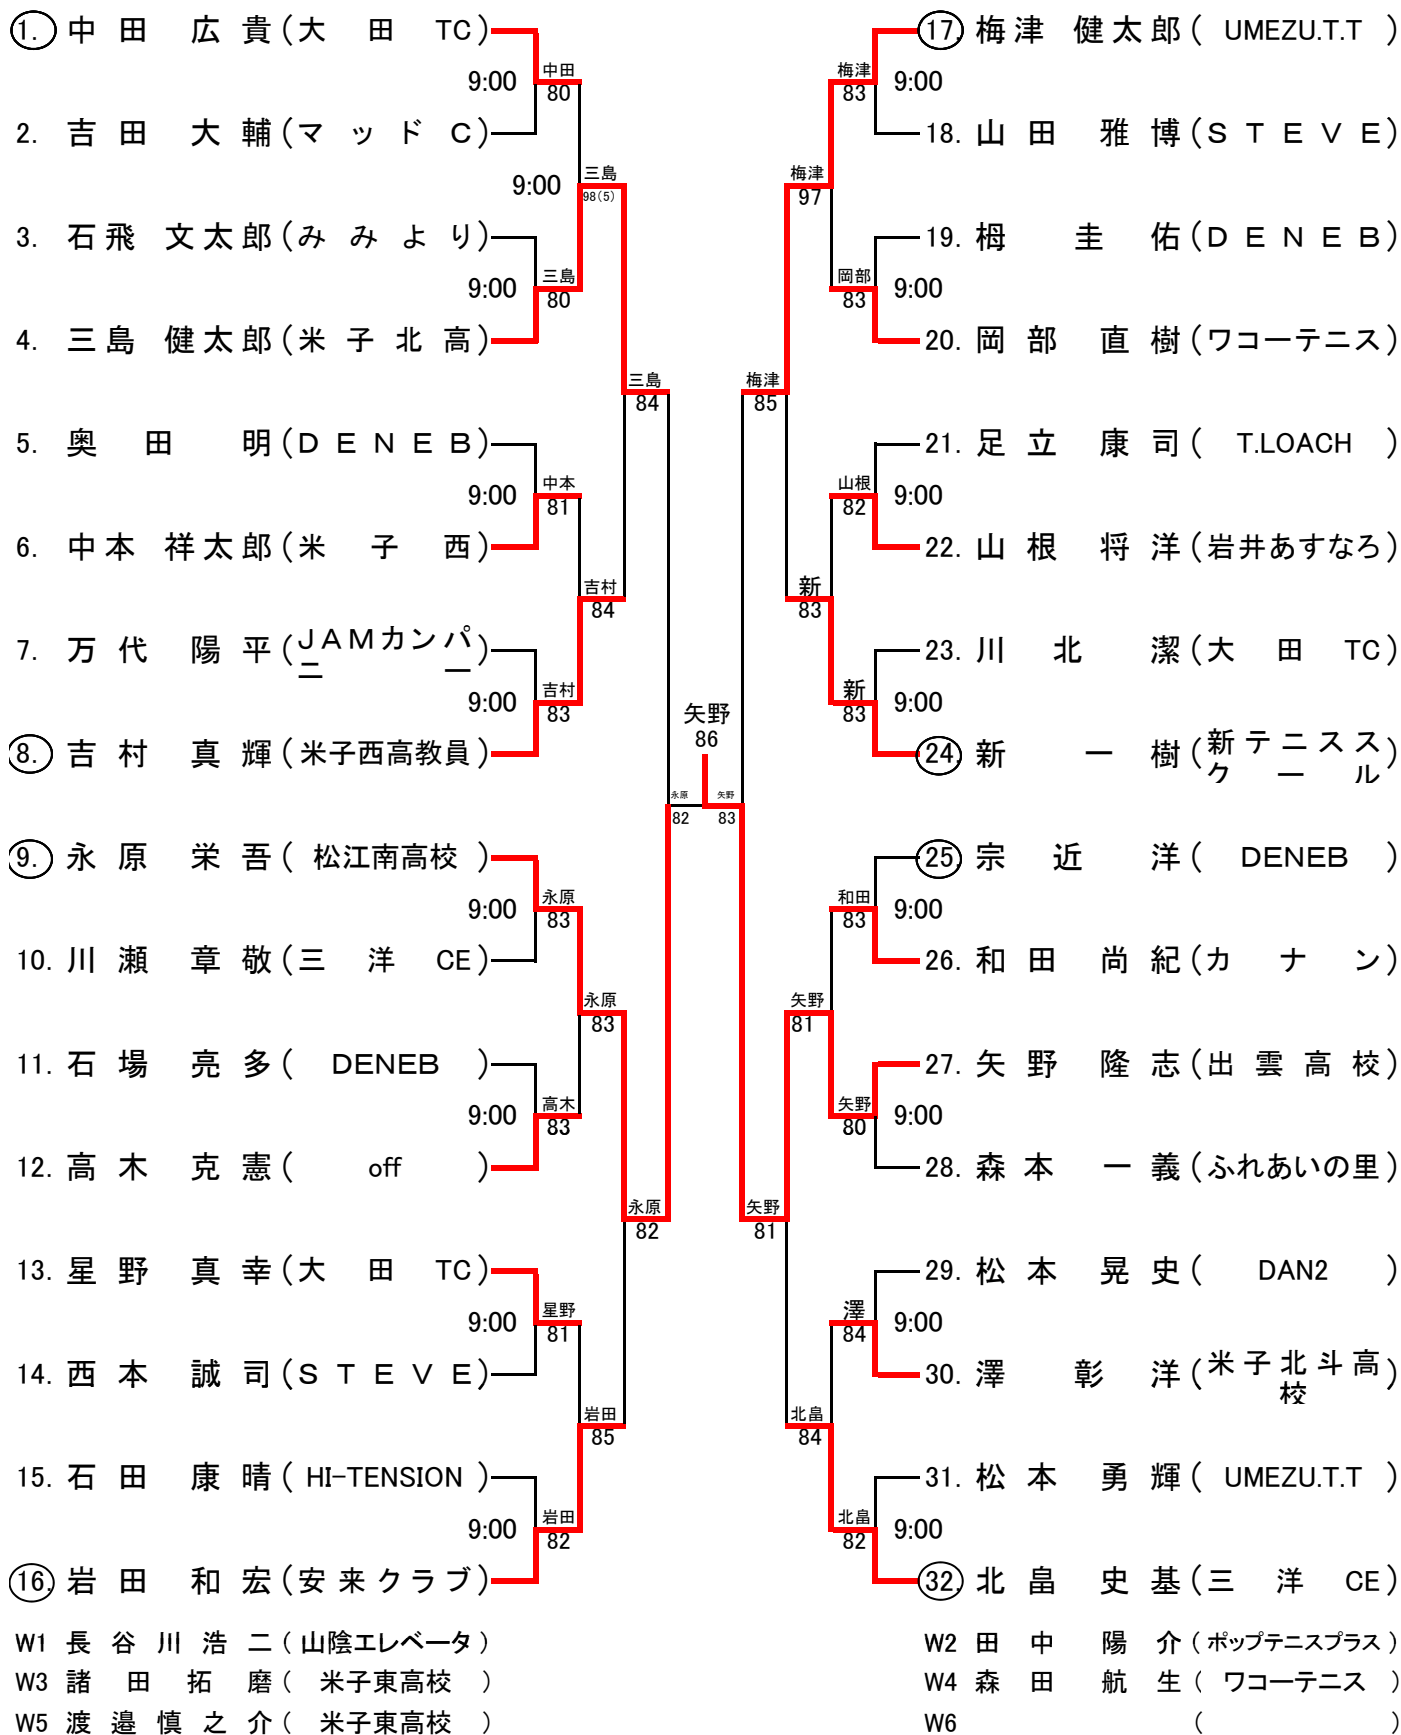 1. 中田 広貴 (大田 TC)
9:00 中田
80
2. 吉田 大輔 (マッド C)
9:00 三島
98(5)
3. 石飛 文太郎 (みみより)
9:00 三島
80
4. 三島 健太郎 (米子北高)
三島
84
5. 奥田 明 (DENEB)
9:00 中本
81
6. 中本 祥太郎 (米子西)
吉村
84
7. 万代 陽平 (JAMカンパニー)
9:00 吉村
83
8. 吉村 真輝 (米子西高教員)
永原
82
9. 永原 栄吾 (松江南高校)
9:00 永原
83
10. 川瀬 章敬 (三洋 CE)
永原
83
11. 石場 亮多 (DENEB)
9:00 高木
83
12. 高木 克憲 (off)
永原
82
13. 星野 真幸 (大田 TC)
9:00 星野
81
14. 西本 誠司 (STEVE)
岩田
85
15. 石田 康晴 (HI-TENSION)
9:00 岩田
82
16. 岩田 和宏 (安来クラブ)
W1 長谷川浩二 (山陰エレベータ)
W3 諸田拓磨 (米子東高校)
W5 渡邉慎之介 (米子東高校)
矢野
86
17. 梅津 健太郎 (UMEZU.T.T)
梅津 9:00
83
18. 山田 雅博 (STEVE)
梅津
97
19. 栂 圭佑 (DENEB)
岡部 9:00
83
20. 岡部 直樹 (ワコーテニス)
梅津
85
21. 足立 康司 (T.LOACH)
山根 9:00
82
22. 山根 将洋 (岩井あすなろ)
新
83
23. 川北 潔 (大田 TC)
新 9:00
83
24. 新 一樹 (新テニススクール)
矢野
83
25. 宗近 洋 (DENEB)
和田 9:00
83
26. 和田 尚紀 (カナン)
矢野
81
27. 矢野 隆志 (出雲高校)
矢野 9:00
80
28. 森本 一義 (ふれあいの里)
矢野
81
29. 松本 晃史 (DAN2)
澤 9:00
84
30. 澤 彰洋 (米子北斗高校)
北畠
84
31. 松本 勇輝 (UMEZU.T.T)
北畠 9:00
82
32. 北畠 史基 (三洋 CE)
W2 田中陽介 (ポップテニスプラス)
W4 森田航生 (ワコーテニス)
W6 ( )